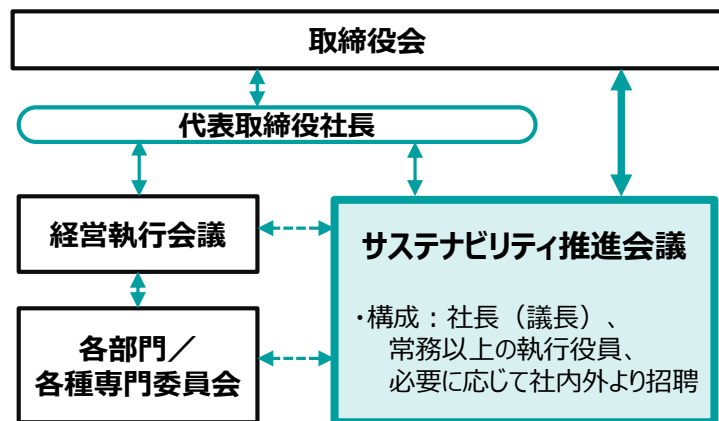 取締役会
代表取締役社長
経営執行会議
サステナビリティ推進会議
・構成：社長（議長）、
常務以上の執行役員、
必要に応じて社内外より招聘
各部門／
各種専門委員会